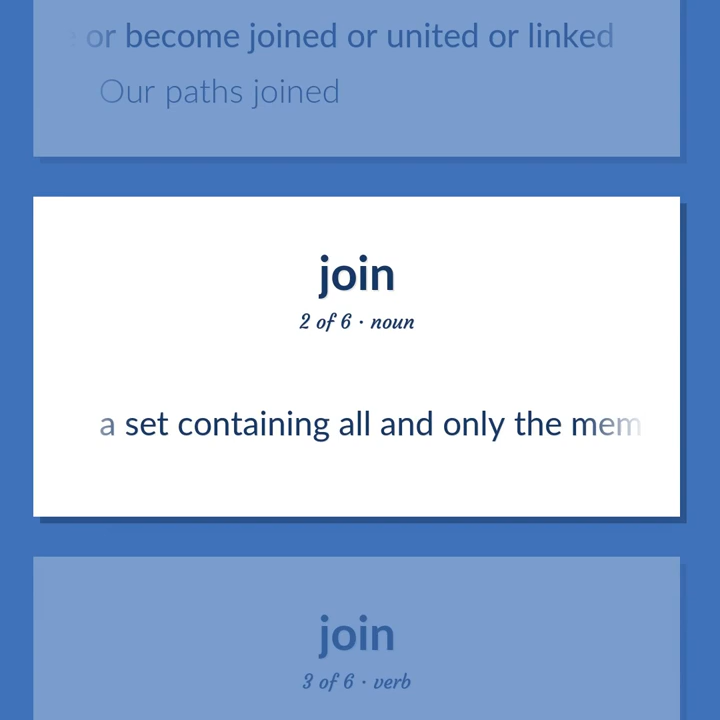 or become joined or united or linked
Our paths joined
join
2 of 6 · noun
a set containing all and only the mem
join
3 of 6 · verb